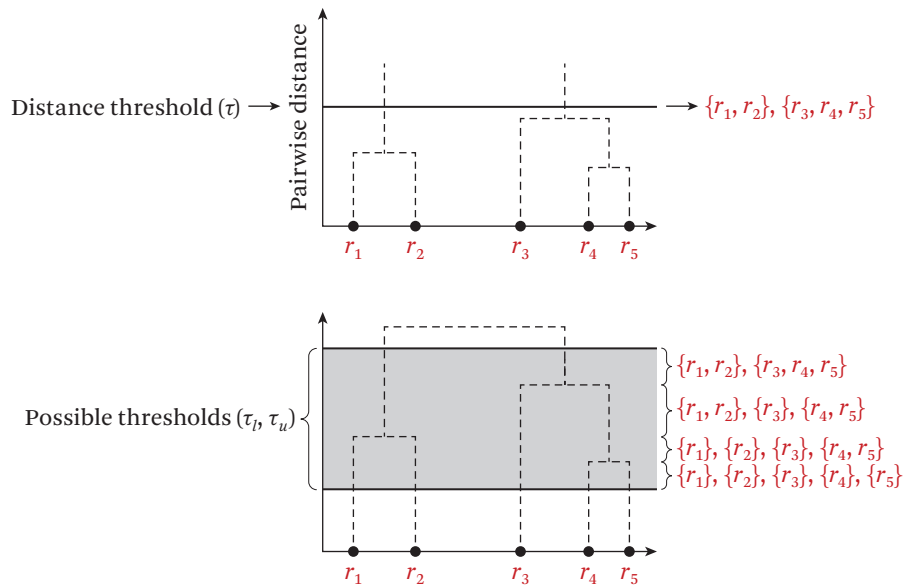 Pairwise distance
Distance threshold (τ)
{r₁, r₂}, {r₃, r₄, r₅}
r₁ r₂ r₃ r₄ r₅
Possible thresholds (τₗ, τᵤ)
{r₁, r₂}, {r₃, r₄, r₅}
{r₁, r₂}, {r₃}, {r₄, r₅}
{r₁}, {r₂}, {r₃}, {r₄, r₅}
{r₁}, {r₂}, {r₃}, {r₄}, {r₅}
r₁ r₂ r₃ r₄ r₅